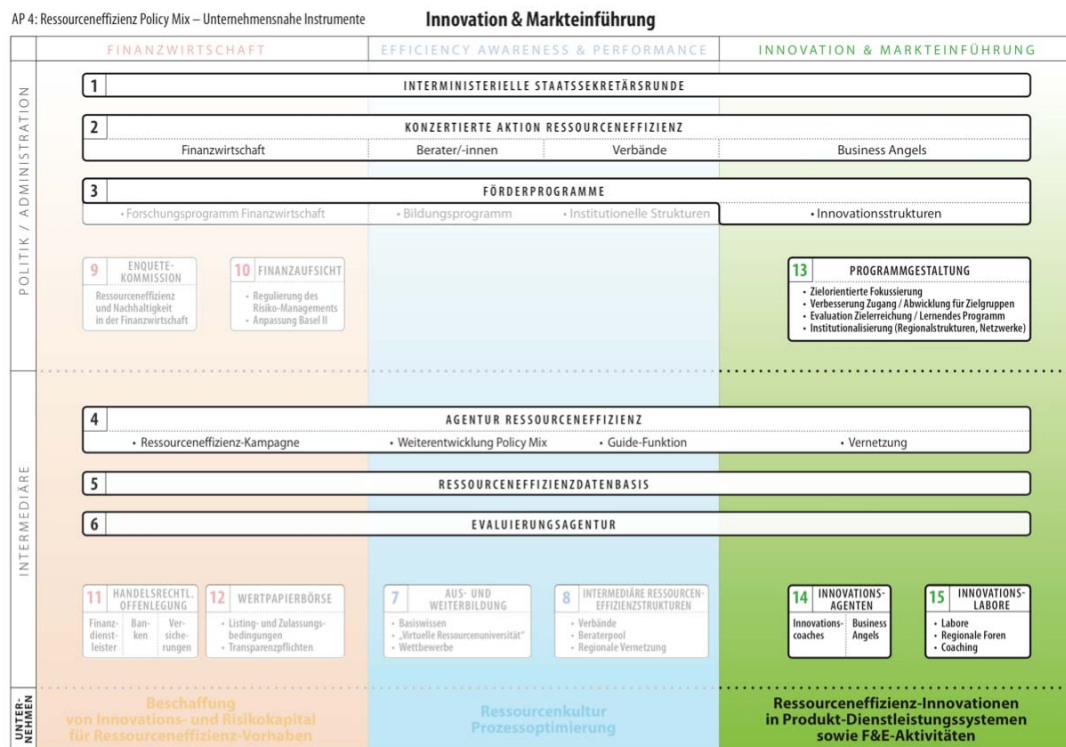 AP 4: Ressourceneffizienz Policy Mix – Unternehmensnahe Instrumente
Innovation & Markteinführung
FINANZWIRTSCHAFT
EFFICIENCY AWARENESS & PERFORMANCE
INNOVATION & MARKTEINFÜHRUNG
POLITIK / ADMINISTRATION
1 INTERMINISTERIELLE STAATSSEKRETÄRSRUNDE
2 KONZERTIERTE AKTION RESSOURCENEFFIZIENZ
Finanzwirtschaft
Berater/-innen
Verbände
Business Angels
3 FÖRDERPROGRAMME
• Forschungsprogramm Finanzwirtschaft
• Bildungsprogramm
• Institutionelle Strukturen
• Innovationsstrukturen
9 ENQUETE-
KOMMISSION
Ressourceneffizienz
und Nachhaltigkeit
in der Finanzwirtschaft
10 FINANZAUFSICHT
• Regulierung des
Risiko-Managements
• Anpassung Basel II
13 PROGRAMMGESTALTUNG
• Zielorientierte Fokussierung
• Verbesserung Zugang / Abwicklung für Zielgruppen
• Evaluation Zielerreichung / Lernendes Programm
• Institutionalisierung (Regionalstrukturen, Netzwerke)
INTERMEDIÄRE
4 AGENTUR RESSOURCENEFFIZIENZ
• Ressourceneffizienz-Kampagne
• Weiterentwicklung Policy Mix
• Guide-Funktion
• Vernetzung
5 RESSOURCENEFFIZIENZDATENBASIS
6 EVALUIERUNGSAGENTUR
11 HANDELSRECHTL.
OFFENLEGUNG
Finanz-
dienst-
leister
Ban-
ken
Ver-
siche-
rungen
12 WERTPAPIERBÖRSE
• Listing- und Zulassungs-
bedingungen
• Transparenzpflichten
7 AUS- UND
WEITERBILDUNG
• Basiswissen
• „Virtuelle Ressourcenuniversität“
• Wettbewerbe
8 INTERMEDIÄRE RESSOURCEN-
EFFIZIENZSTRUKTUREN
• Verbände
• Beraterpool
• Regionale Vernetzung
14 INNOVATIONS-
AGENTEN
Innovations-
coaches
Business
Angels
15 INNOVATIONS-
LABORE
• Labore
• Regionale Foren
• Coaching
UNTER-
NEHMEN
Beschaffung
von Innovations- und Risikokapital
für Ressourceneffizienz-Vorhaben
Ressourcenkultur
Prozessoptimierung
Ressourceneffizienz-Innovationen
in Produkt-Dienstleistungssystemen
sowie F&E-Aktivitäten